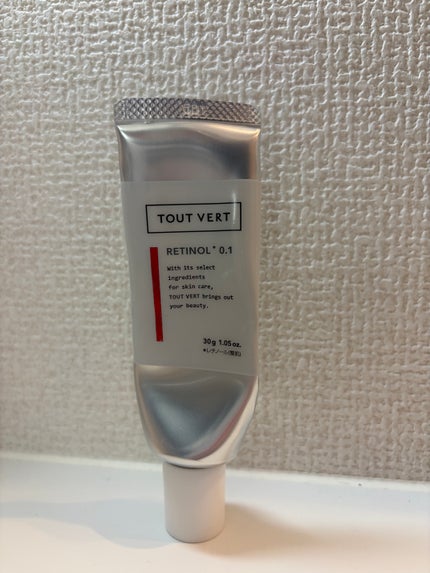 TOUT VERT
RETINOL* 0.1
With its select
ingredients
for skin care,
TOUT VERT brings out
your beauty.
30g 1.05oz.
*レチノール(整肌)